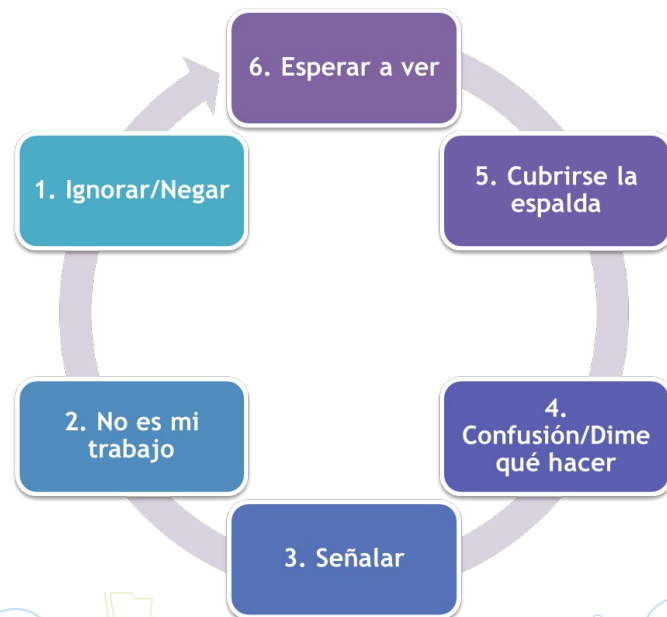 6. Esperar a ver
5. Cubrirse la
espalda
4.
Confusión/Dime
qué hacer
3. Señalar
2. No es mi
trabajo
1. Ignorar/Negar